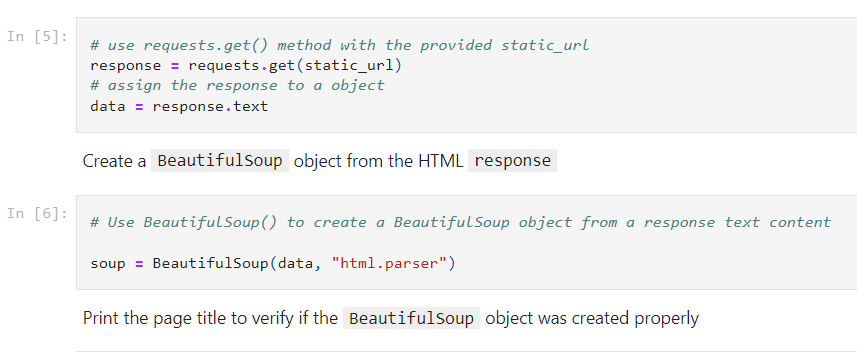 In [5]:
# use requests.get() method with the provided static_url
response = requests.get(static_url)
# assign the response to a object
data = response.text
Create a BeautifulSoup object from the HTML response
In [6]:
# Use BeautifulSoup() to create a BeautifulSoup object from a response text content
soup = BeautifulSoup(data, "html.parser")
Print the page title to verify if the BeautifulSoup object was created properly